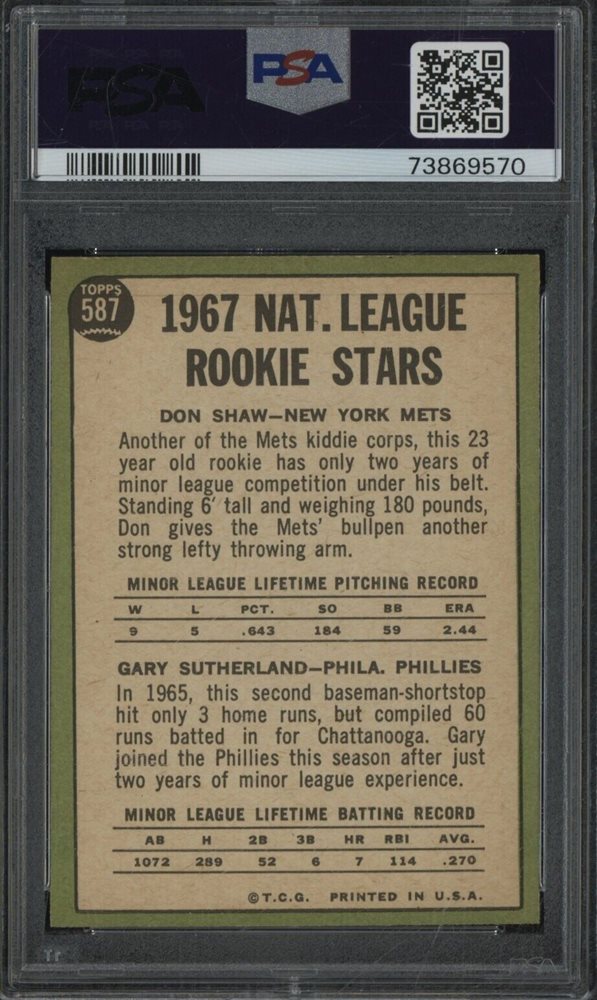 PSA
PSA
73869570
TOPPS
587
1967 NAT. LEAGUE
ROOKIE STARS
DON SHAW—NEW YORK METS
Another of the Mets kiddie corps, this 23
year old rookie has only two years of
minor league competition under his belt.
Standing 6' tall and weighing 180 pounds,
Don gives the Mets' bullpen another
strong lefty throwing arm.
MINOR LEAGUE LIFETIME PITCHING RECORD
W L PCT. SO BB ERA
9 5 .643 184 59 2.44
GARY SUTHERLAND—PHILA. PHILLIES
In 1965, this second baseman-shortstop
hit only 3 home runs, but compiled 60
runs batted in for Chattanooga. Gary
joined the Phillies this season after just
two years of minor league experience.
MINOR LEAGUE LIFETIME BATTING RECORD
AB H 2B 3B HR RBI AVG.
1072 289 52 6 7 114 .270
©T.C.G. PRINTED IN U.S.A.
Tr
PSA